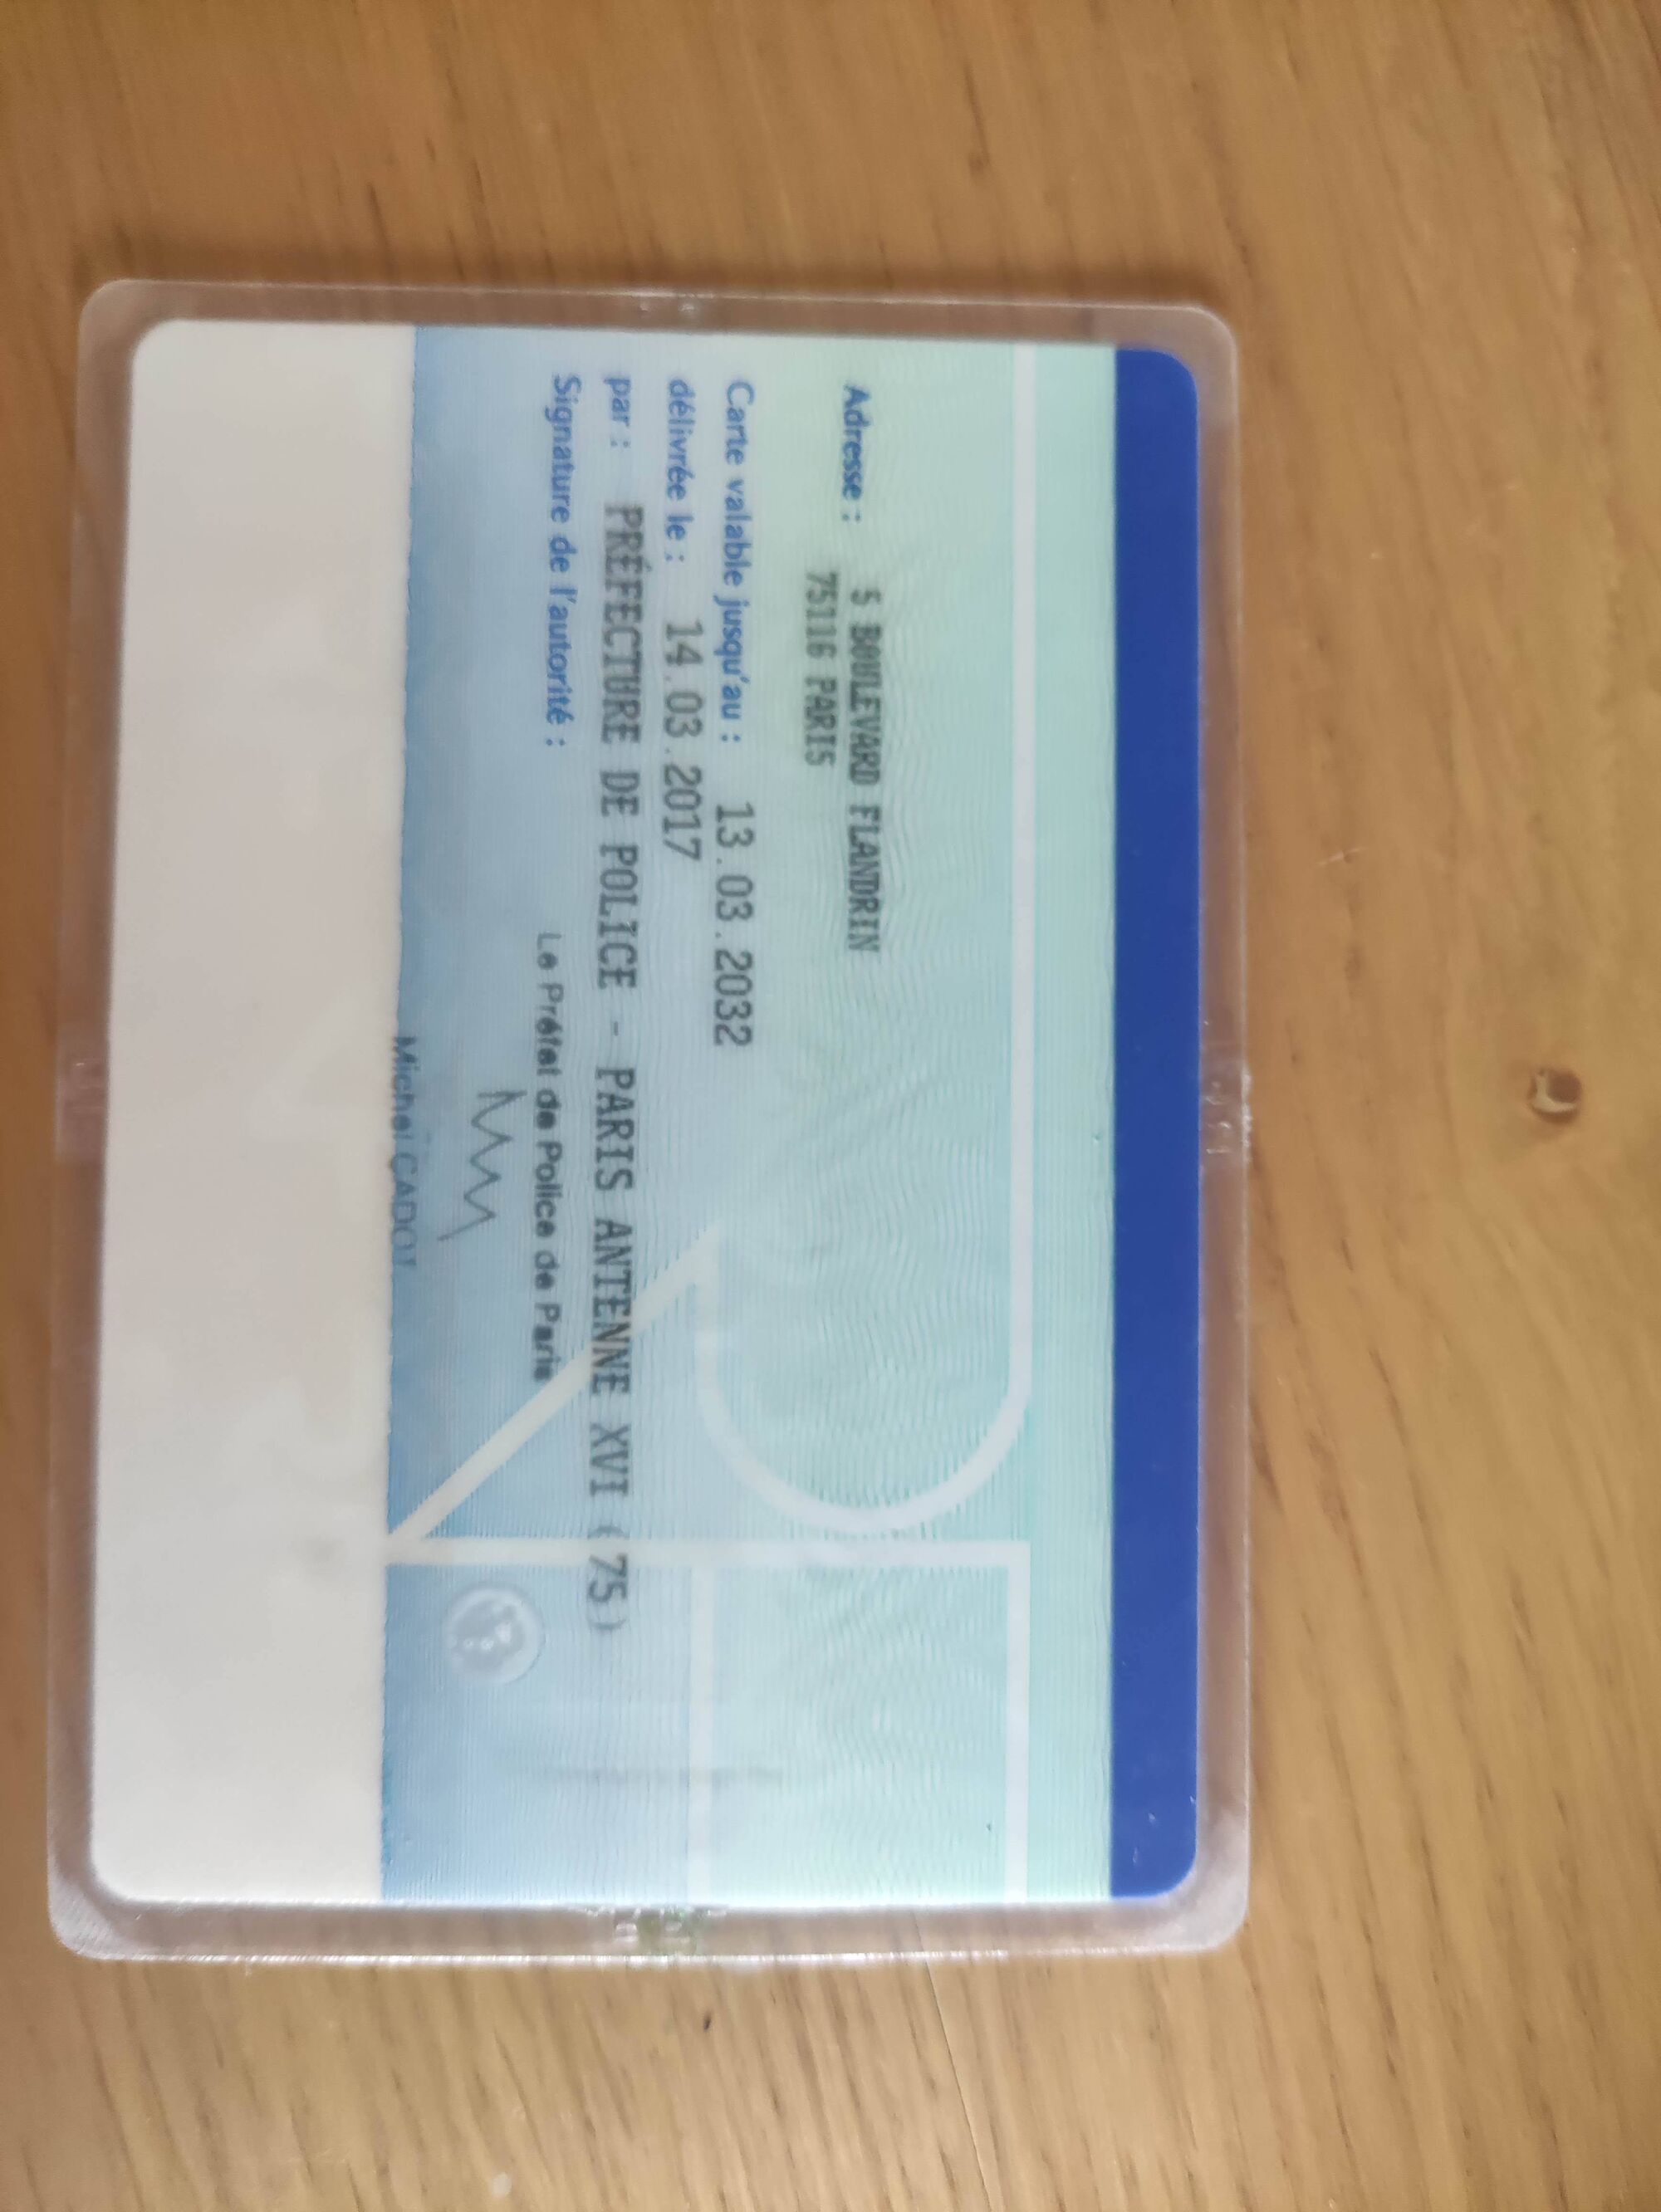 Adresse : 5 BOULEVARD FLANDRIN
75116 PARIS
Carte valable jusqu'au : 13.03.2032
délivrée le : 14.03.2017
par : PRÉFECTURE DE POLICE - PARIS ANTENNE XVI (75)
Signature de l'autorité :
Le Préfet de Police de Paris
Michel CADOT